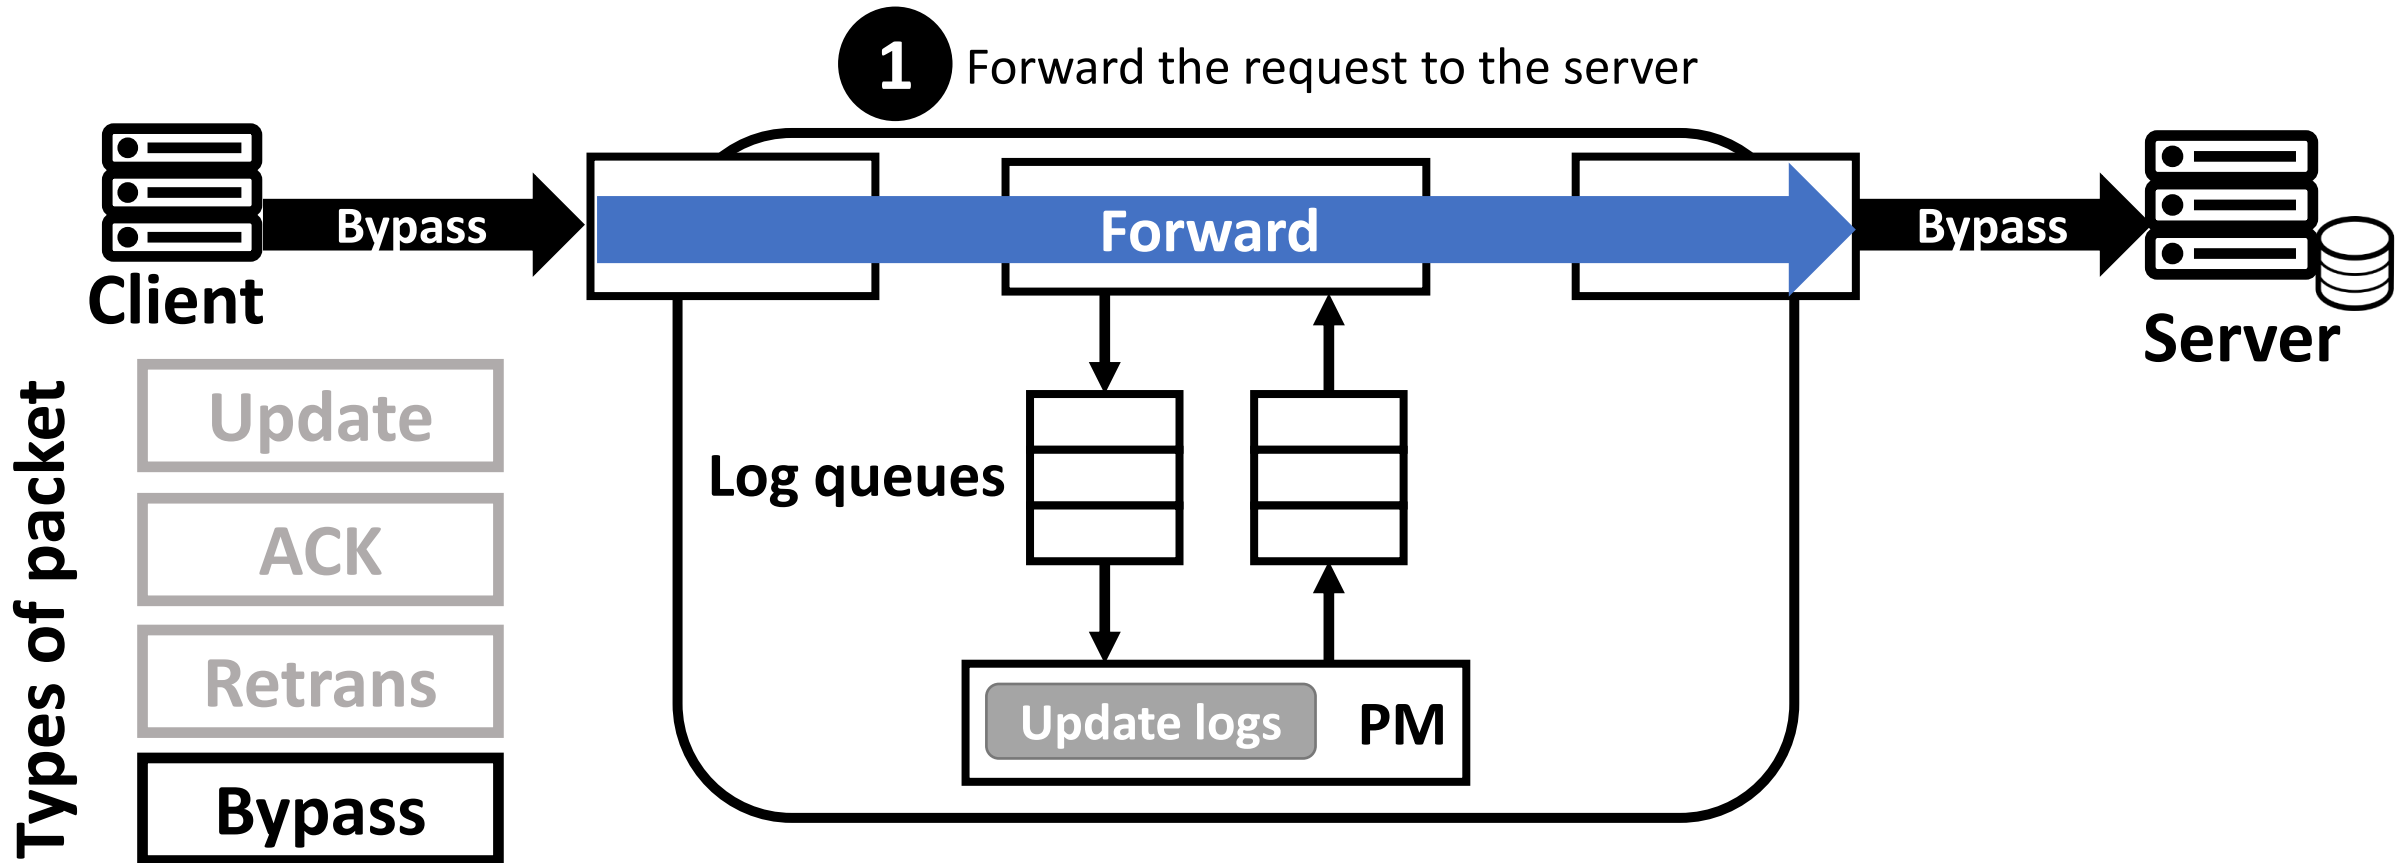 1 Forward the request to the server
Bypass
Forward
Bypass
Client
Server
Types of packet
Update
ACK
Retrans
Bypass
Log queues
Update logs
PM